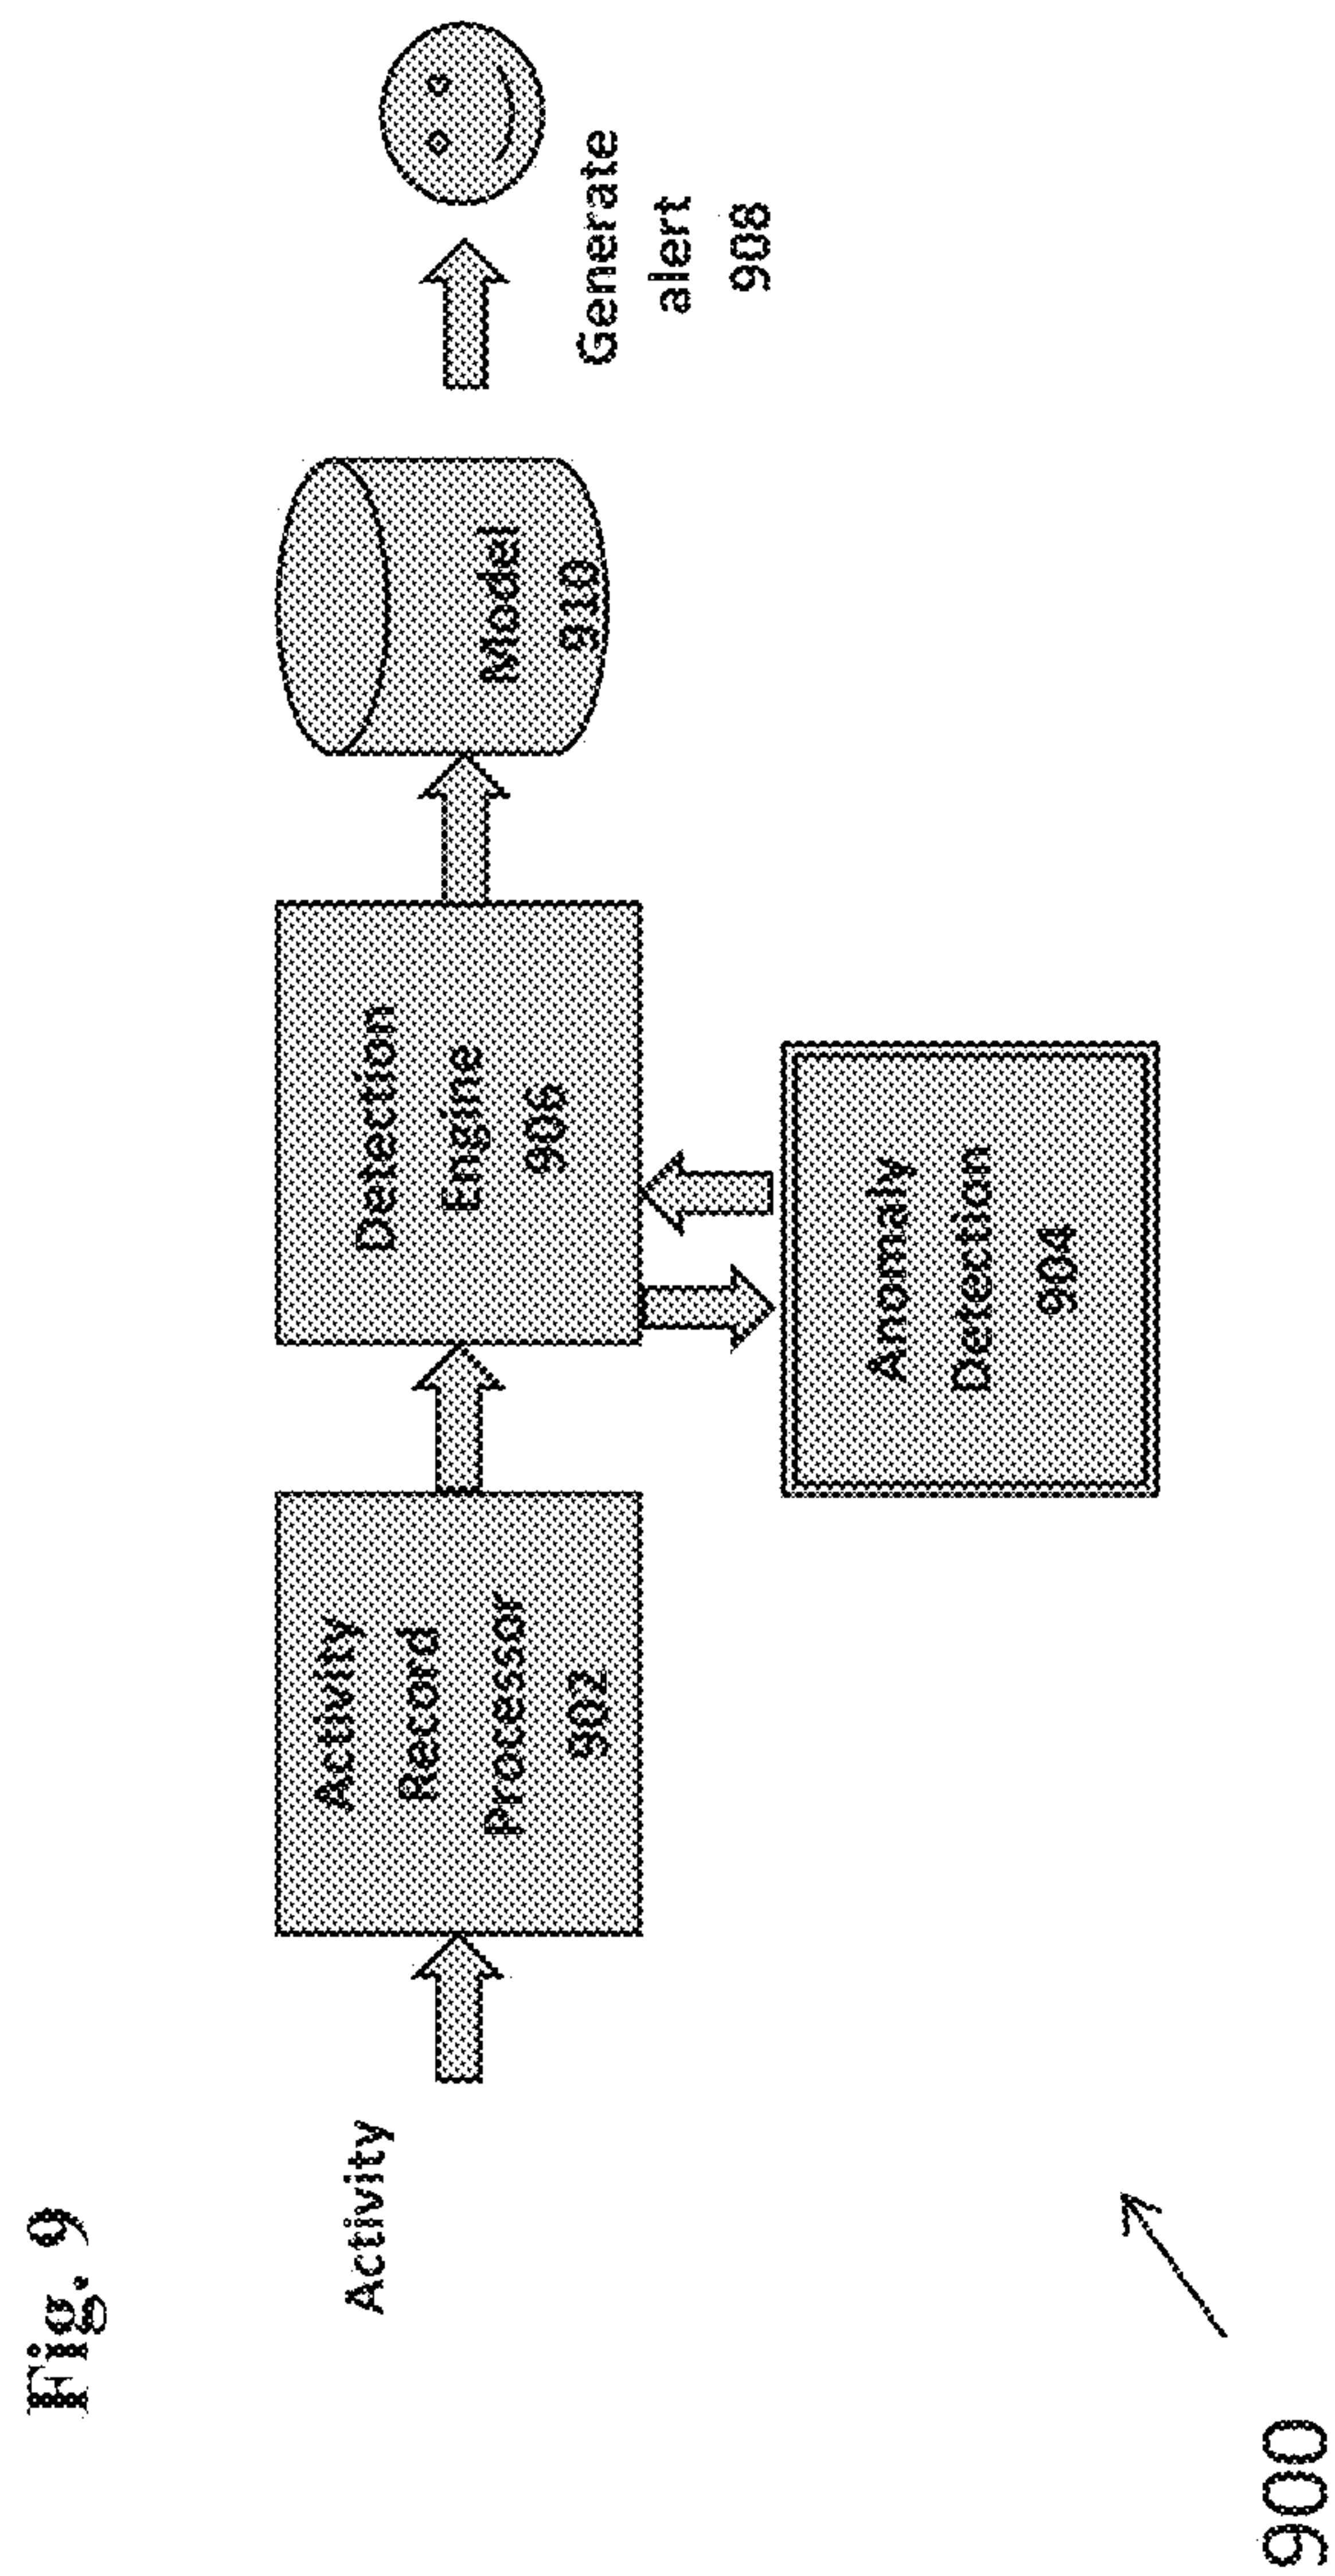 Fig. 9
Activity
Activity
Record
Processor
902
Detection
Engine
906
Model
910
Generate
alert
908
Anomaly
Detection
904
900